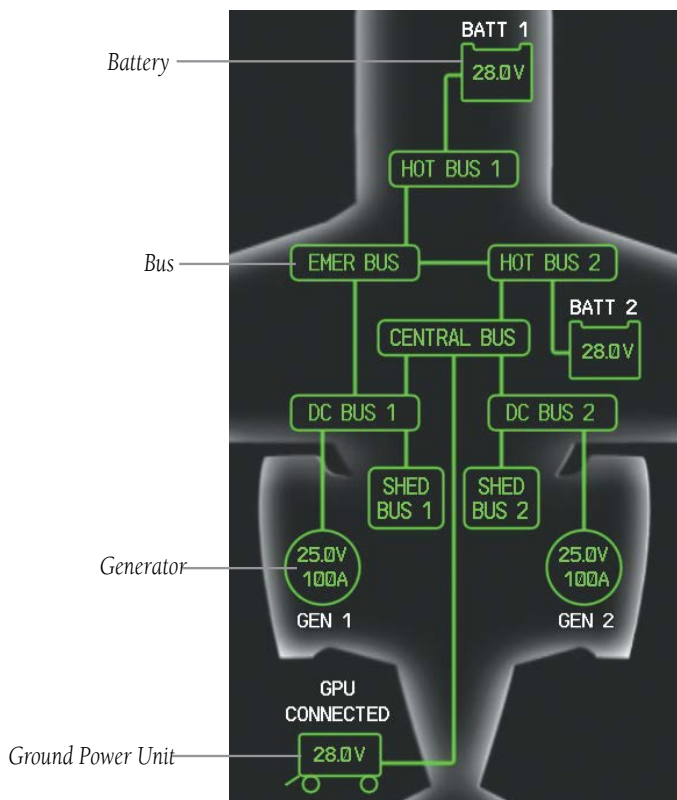 BATT 1
Battery
28.0V
HOT BUS 1
Bus
EMER BUS
HOT BUS 2
BATT 2
CENTRAL BUS
28.0V
DC BUS 1
DC BUS 2
SHED
BUS 1
SHED
BUS 2
Generator
25.0V
100A
25.0V
100A
GEN 1
GEN 2
GPU
CONNECTED
Ground Power Unit
28.0V